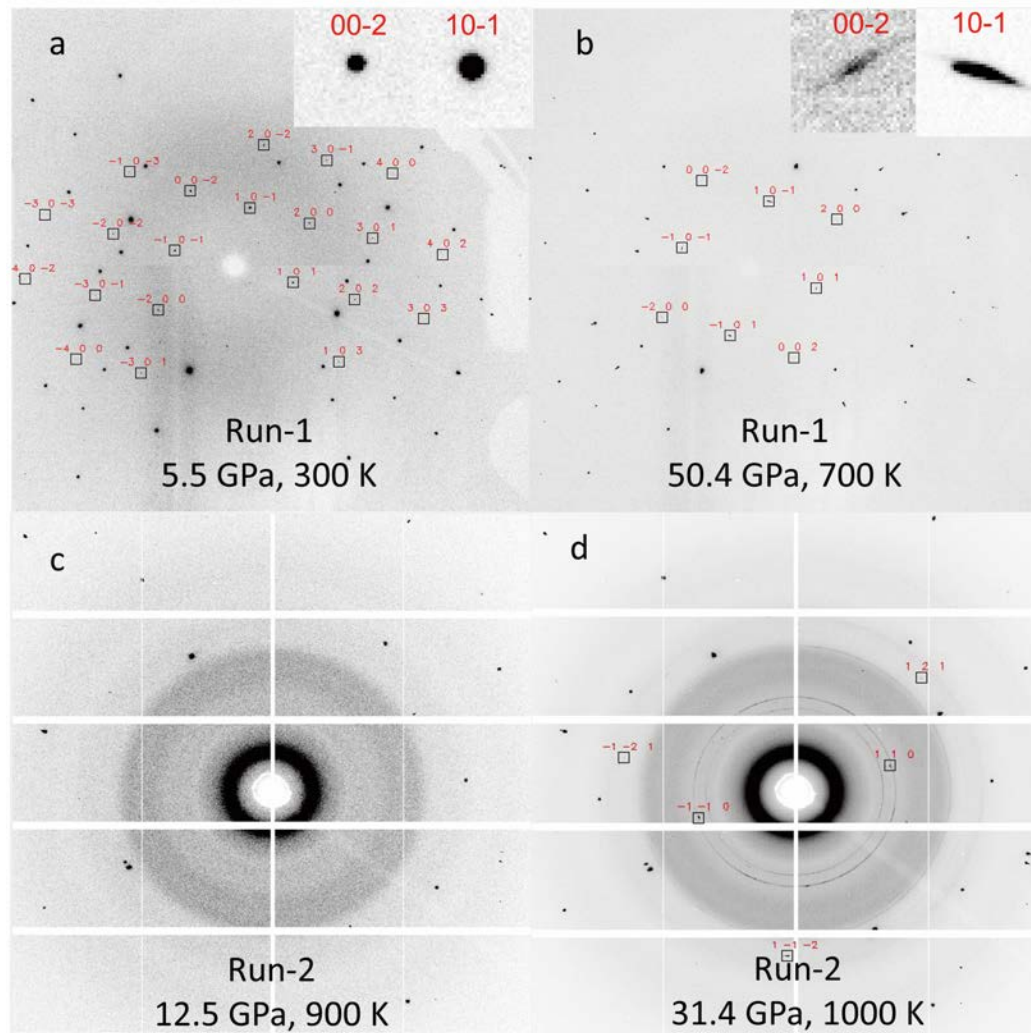 a
00-2 10-1
2 0 -2
3 0 -1
-1 0 -3
4 0 0
0 0 -2
-3 0 -3
1 0 -1
2 0 0
-2 0 -2
3 0 1
-1 0 -1
4 0 2
4 0 -2
1 0 1
-3 0 -1
2 0 2
-2 0 0
3 0 3
-4 0 0
1 0 3
-3 0 1
Run-1
5.5 GPa, 300 K
b
00-2 10-1
0 0 -2
1 0 -1
2 0 0
-1 0 -1
1 0 1
-2 0 0
-1 0 1
0 0 2
Run-1
50.4 GPa, 700 K
c
Run-2
12.5 GPa, 900 K
d
1 2 1
-1 -2 1
1 1 0
-1 -1 0
1 -1 -2
Run-2
31.4 GPa, 1000 K